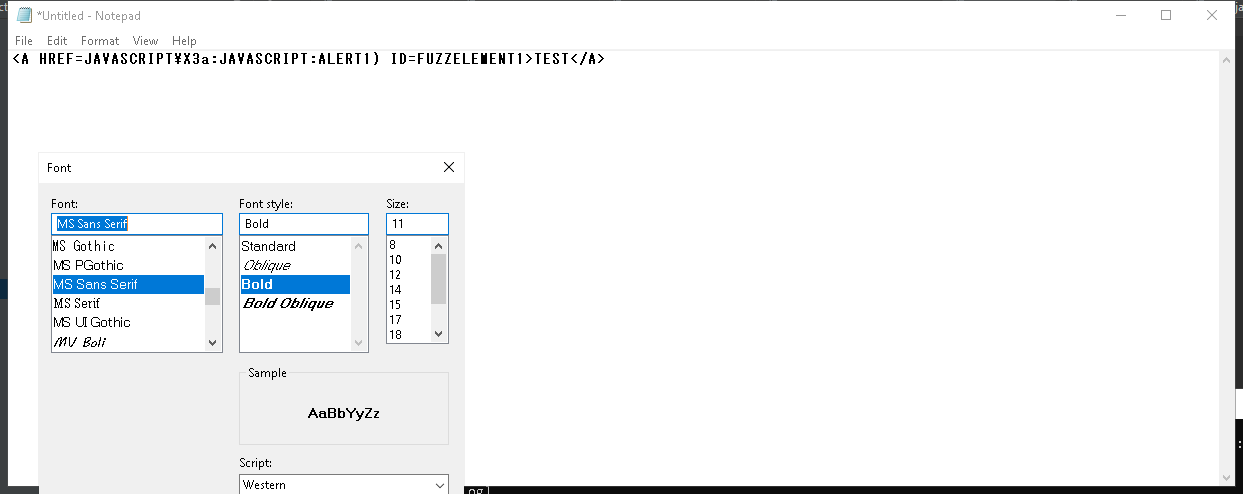 *Untitled - Notepad
File Edit Format View Help
<A HREF=JAVASCRIPT¥X3a:JAVASCRIPT:ALERT1) ID=FUZZELEMENT1>TEST</A>
Font
Font: Font style: Size:
MS Sans Serif Bold 11
MS Gothic Standard 8
MS PGothic Oblique 10
MS Sans Serif Bold 12
MS Serif Bold Oblique 14
MS UI Gothic 15
MV Boli 17
18
Sample
AaBbYyZz
Script:
Western